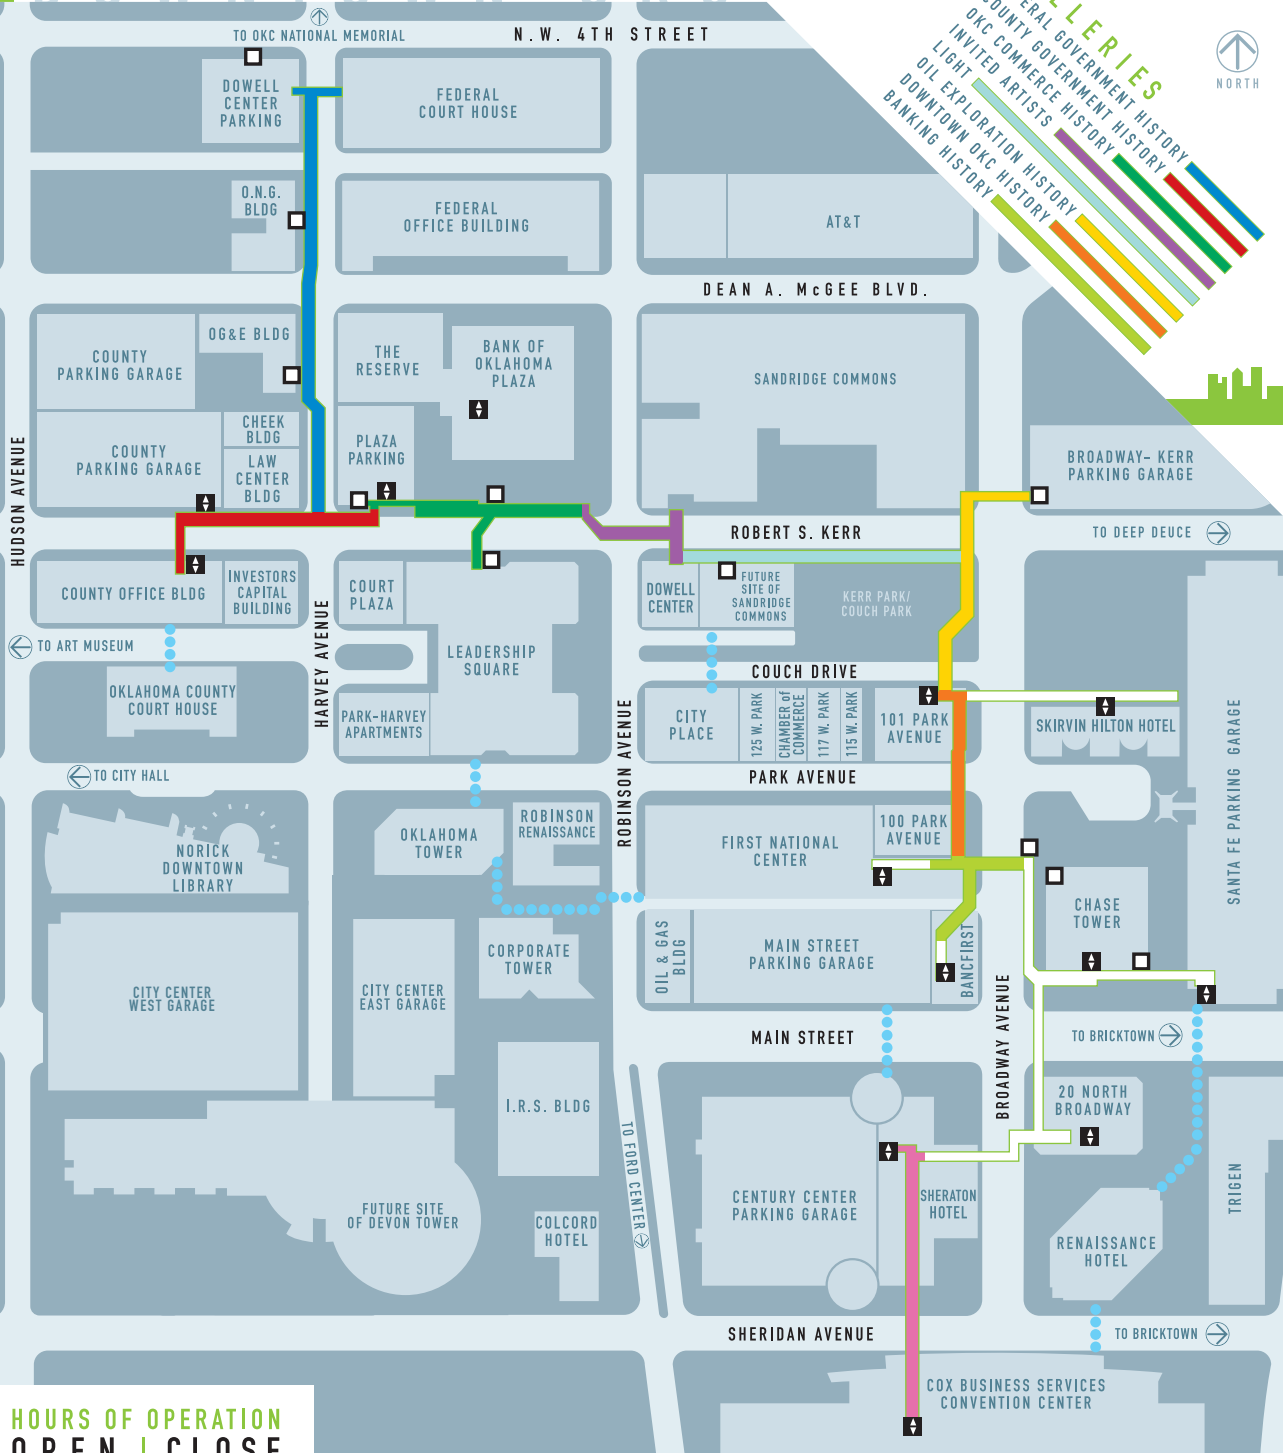 TO OKC NATIONAL MEMORIAL
N.W. 4TH STREET
LLERIES
ERAL GOVERNMENT HISTORY
COUNTY GOVERNMENT HISTORY
OKC COMMERCE HISTORY
INVITED ARTISTS
LIGHT
OIL EXPLORATION HISTORY
DOWNTOWN OKC HISTORY
BANKING HISTORY
NORTH
DOWELL
CENTER
PARKING
FEDERAL
COURT HOUSE
O.N.G.
BLDG
FEDERAL
OFFICE BUILDING
AT&T
DEAN A. McGEE BLVD.
OG&E BLDG
COUNTY
PARKING GARAGE
THE
RESERVE
BANK OF
OKLAHOMA
PLAZA
SANDRIDGE COMMONS
CHEEK
BLDG
COUNTY
PARKING GARAGE
LAW
CENTER
BLDG
PLAZA
PARKING
BROADWAY- KERR
PARKING GARAGE
HUDSON AVENUE
ROBERT S. KERR
TO DEEP DEUCE
COUNTY OFFICE BLDG
INVESTORS
CAPITAL
BUILDING
COURT
PLAZA
DOWELL
CENTER
FUTURE
SITE OF
SANDRIDGE
COMMONS
KERR PARK/
COUCH PARK
TO ART MUSEUM
HARVEY AVENUE
LEADERSHIP
SQUARE
COUCH DRIVE
OKLAHOMA COUNTY
COURT HOUSE
PARK-HARVEY
APARTMENTS
ROBINSON AVENUE
CITY
PLACE
125 W. PARK
CHAMBER of
COMMERCE
117 W. PARK
115 W. PARK
101 PARK
AVENUE
SKIRVIN HILTON HOTEL
SANTA FE PARKING GARAGE
TO CITY HALL
PARK AVENUE
NORICK
DOWNTOWN
LIBRARY
OKLAHOMA
TOWER
ROBINSON
RENAISSANCE
FIRST NATIONAL
CENTER
100 PARK
AVENUE
CHASE
TOWER
OIL & GAS
BLDG
MAIN STREET
PARKING GARAGE
BANCFIRST
CORPORATE
TOWER
CITY CENTER
WEST GARAGE
CITY CENTER
EAST GARAGE
MAIN STREET
BROADWAY AVENUE
TO BRICKTOWN
I.R.S. BLDG
20 NORTH
BROADWAY
TO FORD CENTER
CENTURY CENTER
PARKING GARAGE
SHERATON
HOTEL
TRIGEN
FUTURE SITE
OF DEVON TOWER
COLCORD
HOTEL
RENAISSANCE
HOTEL
SHERIDAN AVENUE
TO BRICKTOWN
COX BUSINESS SERVICES
CONVENTION CENTER
HOURS OF OPERATION
OPEN | CLOSE